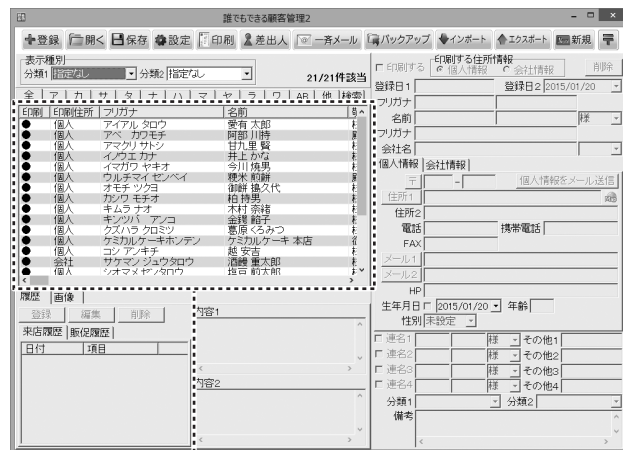 誰でもできる顧客管理2
登録 開く 保存 設定 印刷 差出人 一斉メール バックアップ インポート エクスポート 新規
表示種別
分類1 指定なし 分類2 指定なし 21/21件該当
全 ア カ サ タ ナ ハ マ ヤ ラ ワ AB 他 検索
印刷 印刷住所 フリガナ 名前
個人 アイアル タロウ 愛有 太郎
個人 アベ カワモチ 阿部 川持
個人 アマグリ サトシ 甘九里 賢
個人 イノウエ カナ 井上 かな
個人 イマガワ ヤキオ 今川 焼男
個人 ウルチマイ センベイ 粳米 煎餅
個人 オモチ ツクヨ 御餅 搗久代
個人 カシワ モチオ 柏 持男
個人 キムラ ナオ 木村 奈緒
個人 キンツバ アンコ 金鍔 餡子
個人 クズハラ クロミツ 葛原 くろみつ
個人 ケミカルケーキホンテン ケミカルケーキ 本店
個人 コシ アンキチ 越 安吉
会社 サケマン ジュウタロウ 酒饅 重太郎
個人 シオマメ ゼンタロウ 塩豆 前太郎
履歴 画像
登録 編集 削除
来店履歴 販促履歴
日付 項目
内容1
内容2
印刷する 印刷する住所情報 個人情報 会社情報 削除
登録日1 登録日2 2015/01/20
フリガナ
名前 様
フリガナ
会社名
個人情報 会社情報
〒 - 個人情報をメール送信
住所1
住所2
電話 携帯電話
FAX
メール1
メール2
HP
生年月日 2015/01/20 年齢
性別 未設定
連名1 様 その他1
連名2 様 その他2
連名3 様 その他3
連名4 様 その他4
分類1 分類2
備考